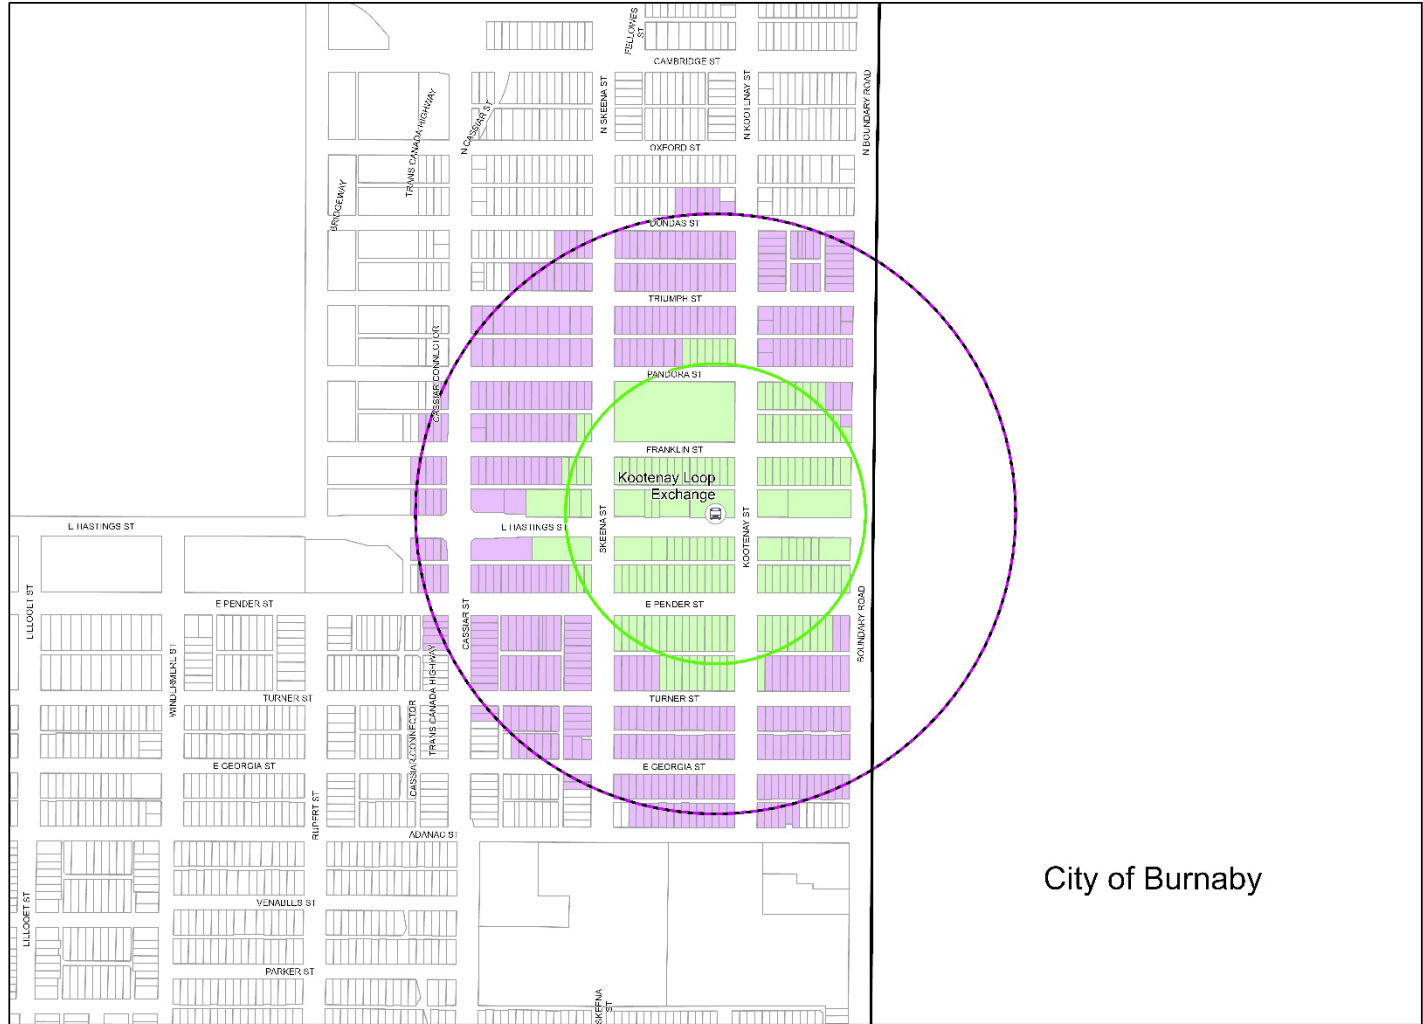 FELLOWES
ST
CAMBRIDGE ST
N SKEENA ST
N KOOTENAY ST
N BOUNDARY ROAD
TRANS CANADA HIGHWAY
N CASSIAR ST
OXFORD ST
BRIDGEWAY
DUNDAS ST
TRIUMPH ST
CASSIAR CONNECTOR
PANDORA ST
FRANKLIN ST
Kootenay Loop
Exchange
E HASTINGS ST
E HASTINGS ST
SKEENA ST
KOOTENAY ST
LILLOOET ST
E PENDER ST
E PENDER ST
CASSIAR ST
BOUNDARY ROAD
WINDERMERE ST
TRANS CANADA HIGHWAY
TURNER ST
TURNER ST
CASSIAR CONNECTOR
E GEORGIA ST
E GEORGIA ST
RUPERT ST
ADANAC ST
City of Burnaby
LILLOOET ST
VENABLES ST
PARKER ST
SKEENA
ST